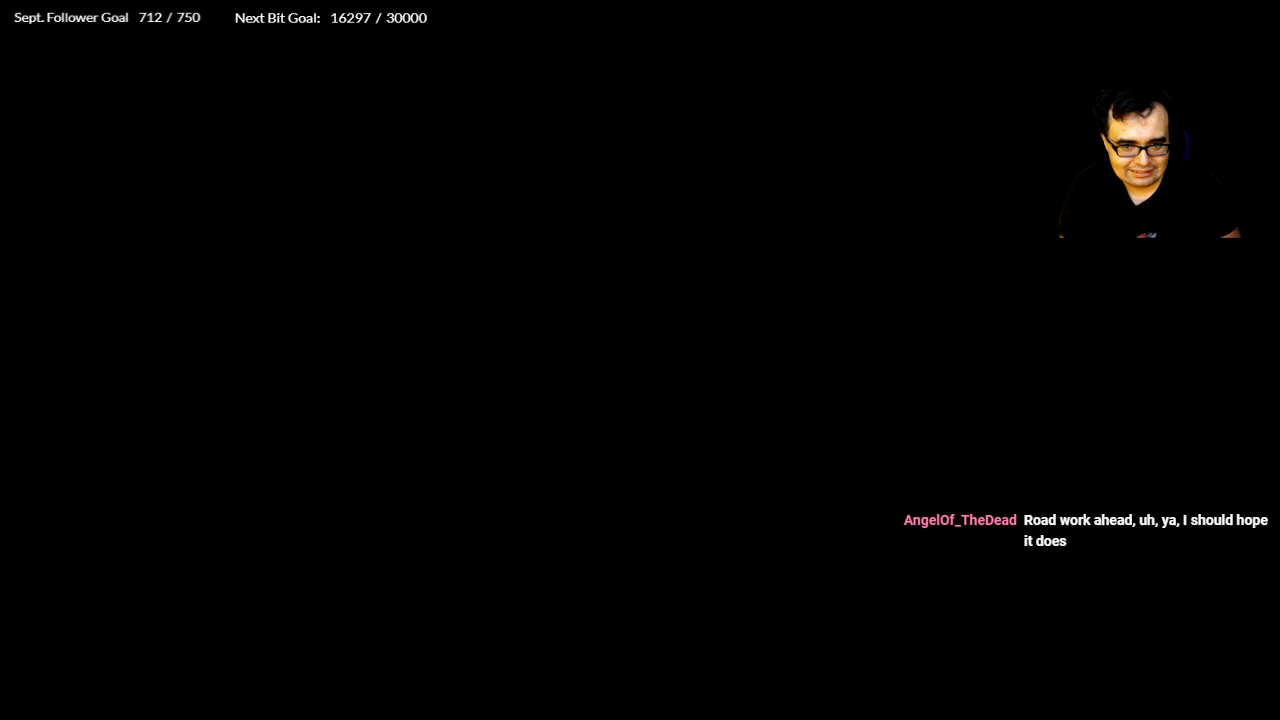 Sept. Follower Goal 712 / 750 Next Bit Goal: 16297 / 30000
AngelOf_TheDead Road work ahead, uh, ya, I should hope
it does